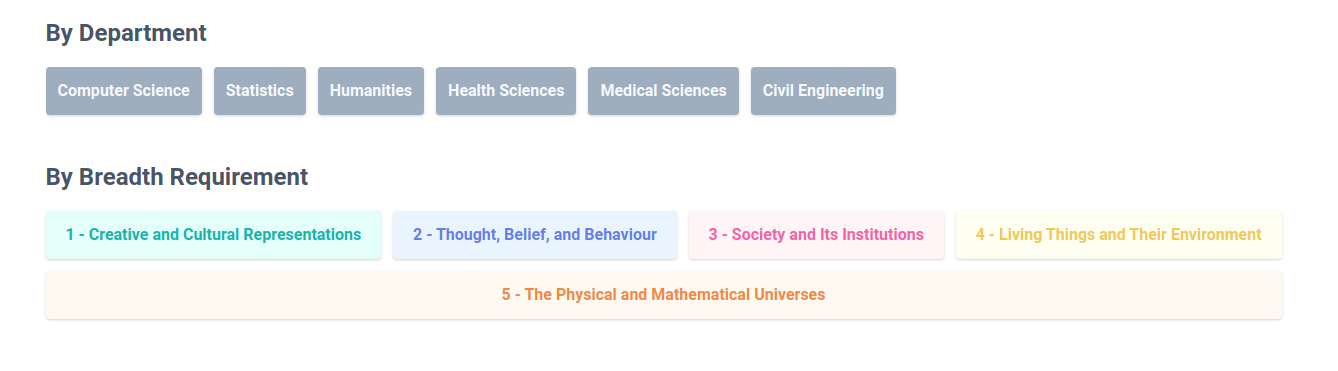 By Department
Computer Science Statistics Humanities Health Sciences Medical Sciences Civil Engineering
By Breadth Requirement
1 - Creative and Cultural Representations 2 - Thought, Belief, and Behaviour 3 - Society and Its Institutions 4 - Living Things and Their Environment
5 - The Physical and Mathematical Universes